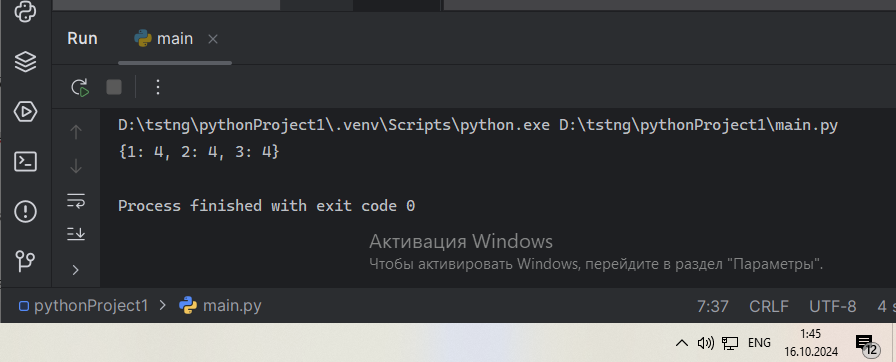 Run
main
D:\tstng\pythonProject1\.venv\Scripts\python.exe D:\tstng\pythonProject1\main.py
{1: 4, 2: 4, 3: 4}
Process finished with exit code 0
Активация Windows
Чтобы активировать Windows, перейдите в раздел "Параметры".
pythonProject1 > main.py 7:37 CRLF UTF-8 4 s
ENG 1:45
16.10.2024 12